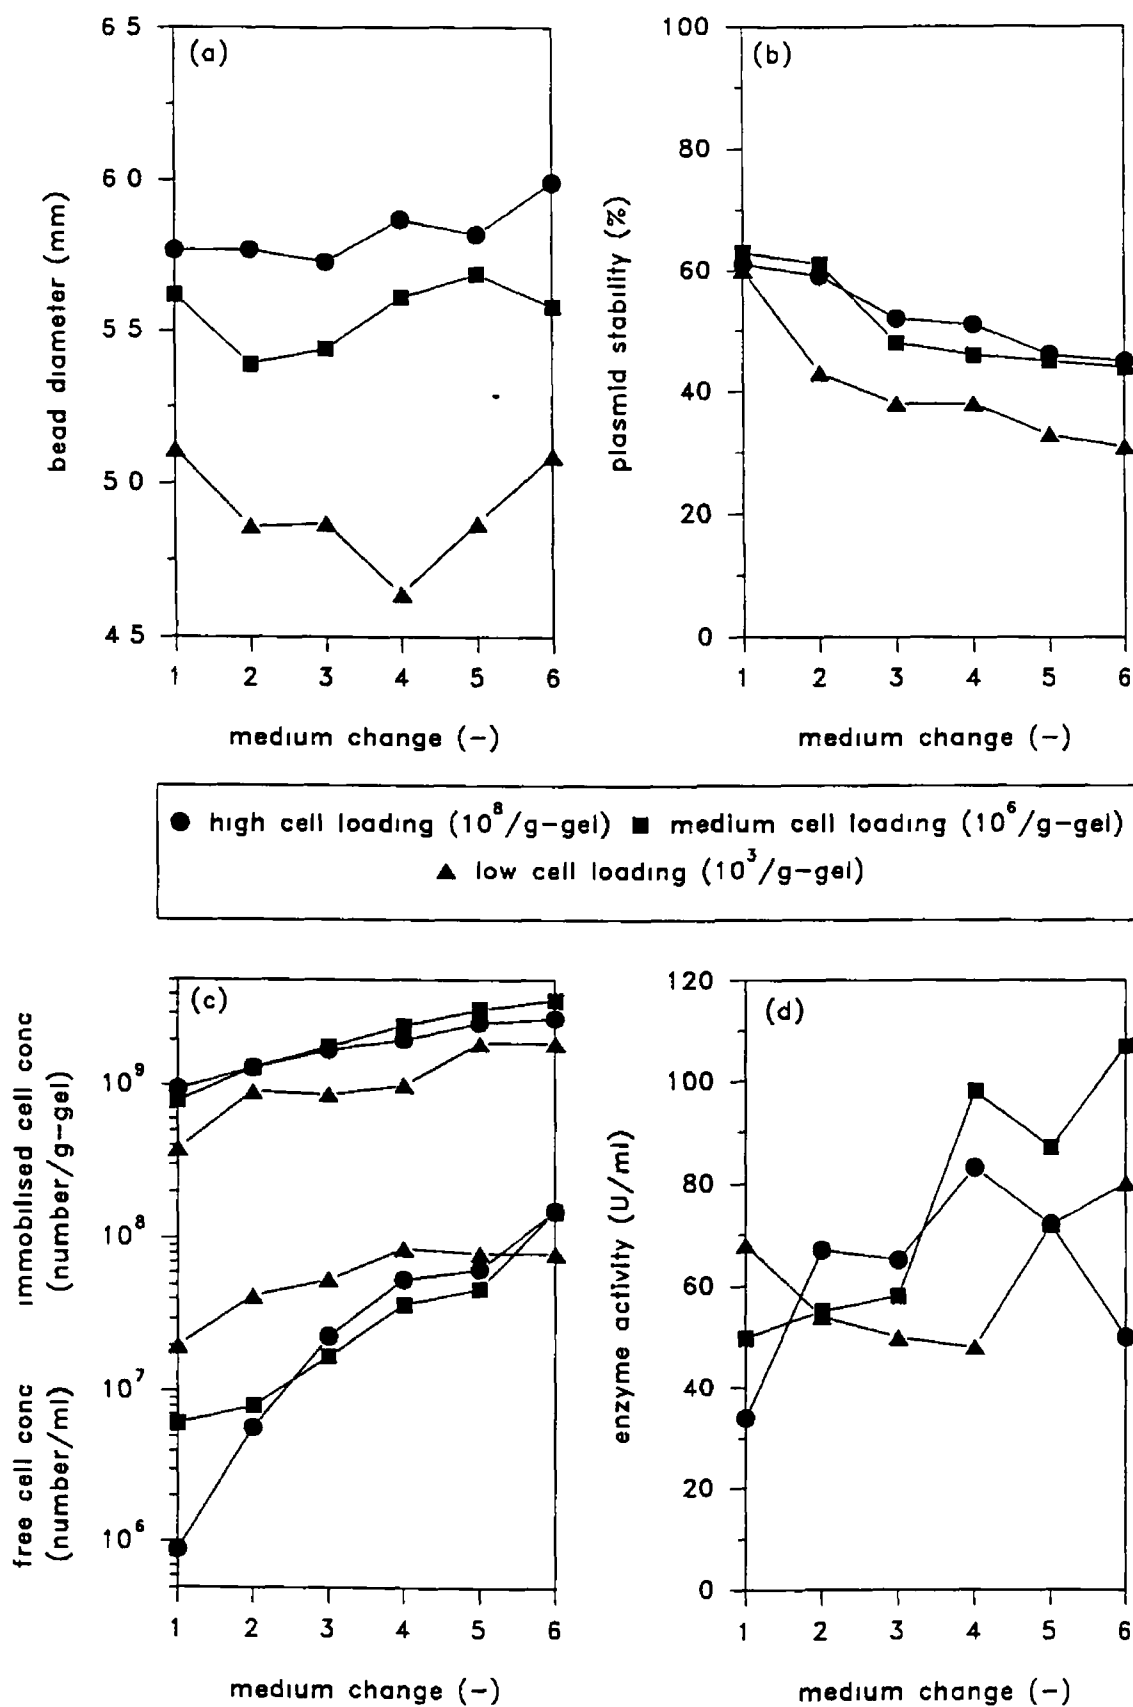 (a)
6 5
6 0
5 5
5 0
4 5
bead diameter (mm)
1 2 3 4 5 6
medium change (-)
(b)
100
80
60
40
20
0
plasmid stability (%)
1 2 3 4 5 6
medium change (-)
● high cell loading (10⁸/g-gel) ■ medium cell loading (10⁶/g-gel)
▲ low cell loading (10³/g-gel)
(c)
10⁹
10⁸
10⁷
10⁶
immobilised cell conc
(number/g-gel)
free cell conc
(number/ml)
1 2 3 4 5 6
medium change (-)
(d)
120
100
80
60
40
20
0
enzyme activity (U/ml)
1 2 3 4 5 6
medium change (-)